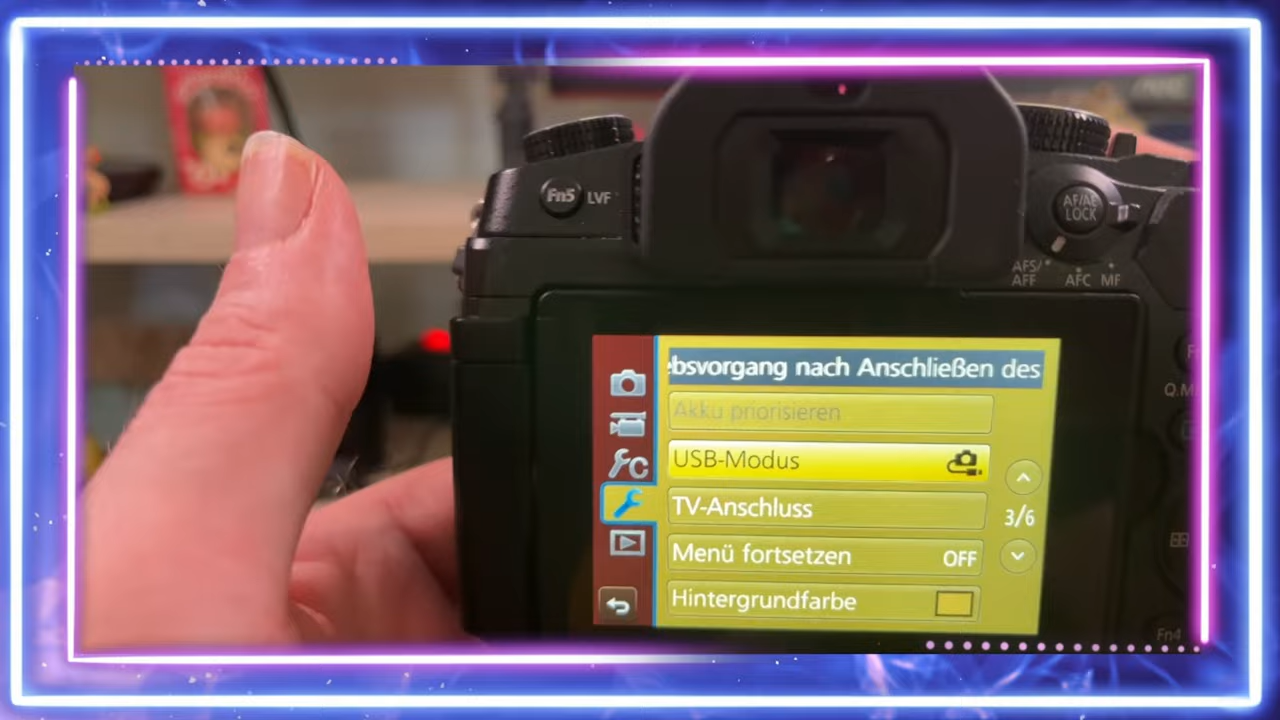 Fn5 LVF
AF/AE
LOCK
AFS/
AFF AFC MF
bsvorgang nach Anschließen des
Akku priorisieren
USB-Modus
TV-Anschluss
3/6
Menü fortsetzen OFF
Hintergrundfarbe
Q.M
Fn4